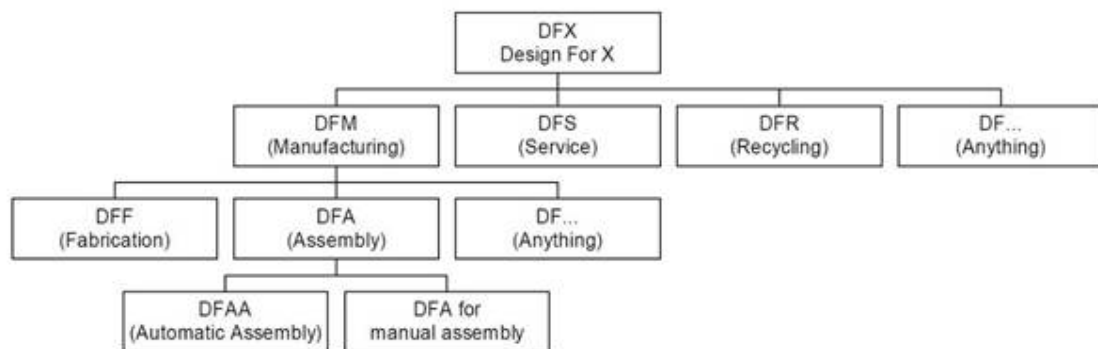 DFX
Design For X
DFM
(Manufacturing)
DFS
(Service)
DFR
(Recycling)
DF...
(Anything)
DFF
(Fabrication)
DFA
(Assembly)
DF...
(Anything)
DFAA
(Automatic Assembly)
DFA for
manual assembly